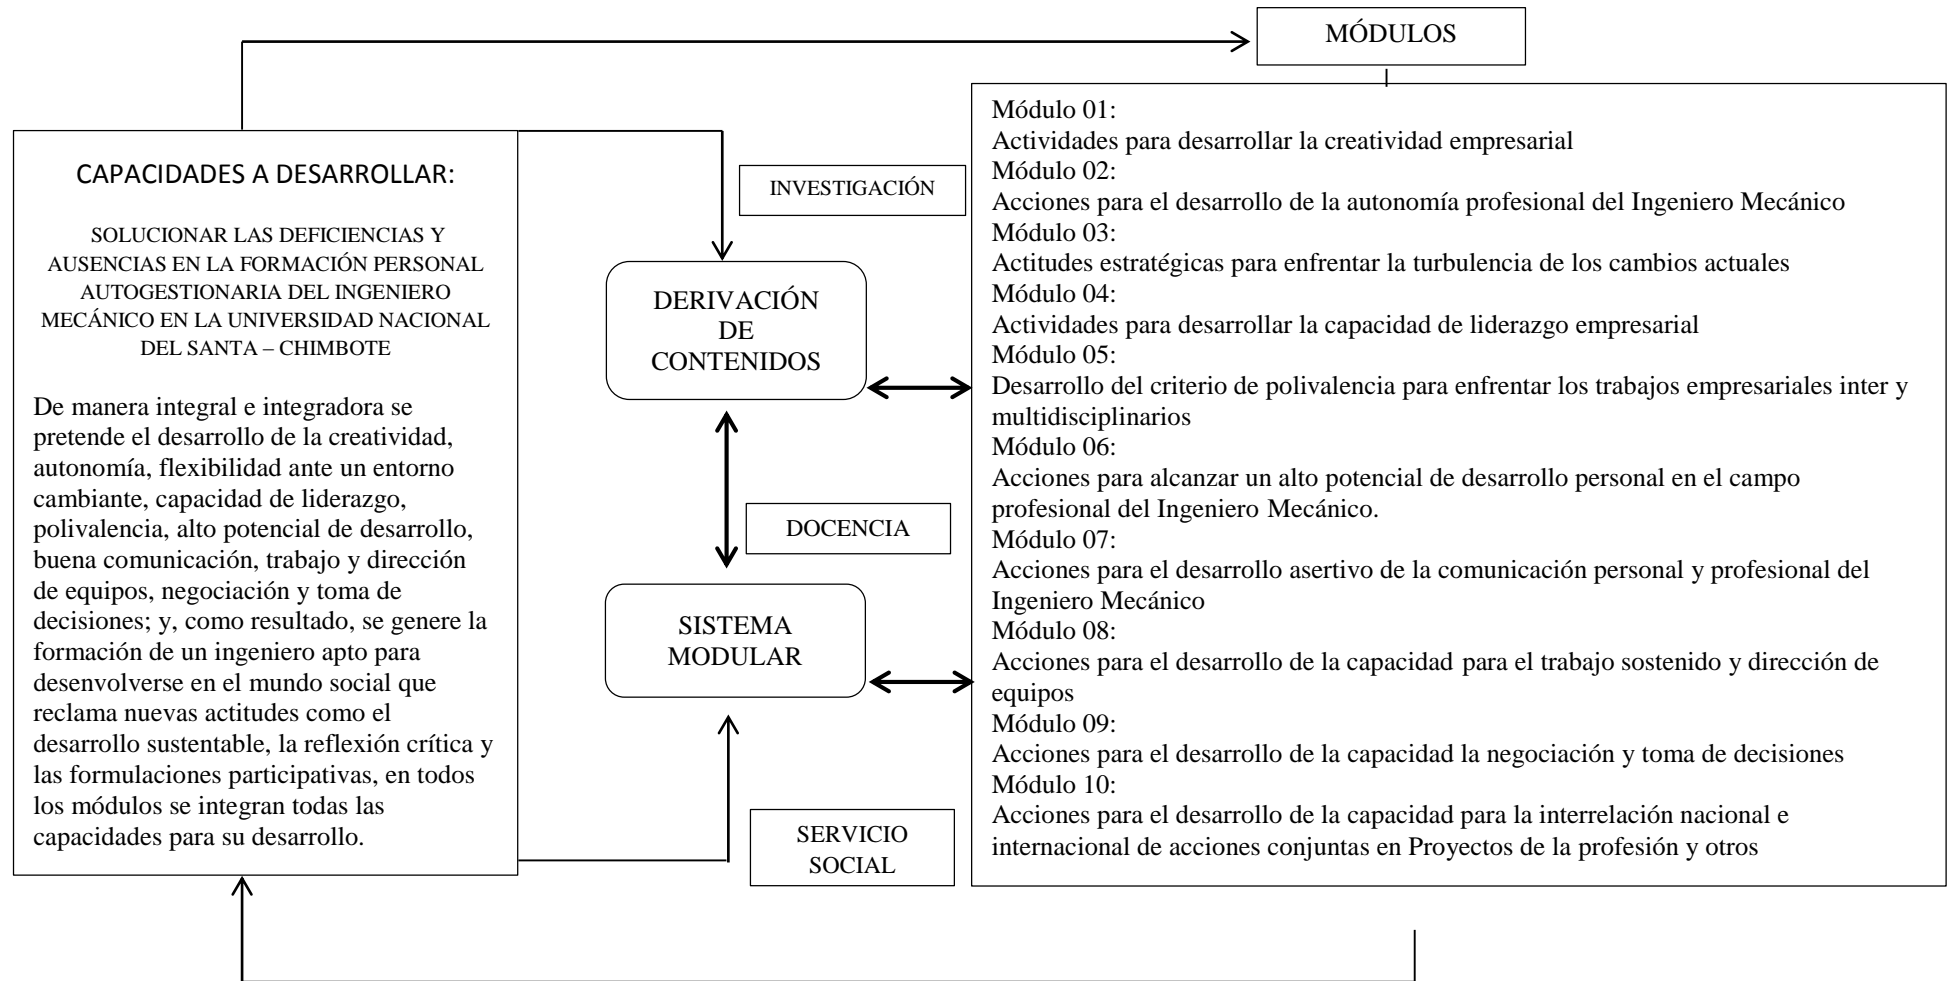 MÓDULOS
CAPACIDADES A DESARROLLAR:
SOLUCIONAR LAS DEFICIENCIAS Y
AUSENCIAS EN LA FORMACIÓN PERSONAL
AUTOGESTIONARIA DEL INGENIERO
MECÁNICO EN LA UNIVERSIDAD NACIONAL
DEL SANTA – CHIMBOTE
De manera integral e integradora se
pretende el desarrollo de la creatividad,
autonomía, flexibilidad ante un entorno
cambiante, capacidad de liderazgo,
polivalencia, alto potencial de desarrollo,
buena comunicación, trabajo y dirección
de equipos, negociación y toma de
decisiones; y, como resultado, se genere la
formación de un ingeniero apto para
desenvolverse en el mundo social que
reclama nuevas actitudes como el
desarrollo sustentable, la reflexión crítica y
las formulaciones participativas, en todos
los módulos se integran todas las
capacidades para su desarrollo.
INVESTIGACIÓN
DERIVACIÓN
DE
CONTENIDOS
DOCENCIA
SISTEMA
MODULAR
SERVICIO
SOCIAL
Módulo 01:
Actividades para desarrollar la creatividad empresarial
Módulo 02:
Acciones para el desarrollo de la autonomía profesional del Ingeniero Mecánico
Módulo 03:
Actitudes estratégicas para enfrentar la turbulencia de los cambios actuales
Módulo 04:
Actividades para desarrollar la capacidad de liderazgo empresarial
Módulo 05:
Desarrollo del criterio de polivalencia para enfrentar los trabajos empresariales inter y
multidisciplinarios
Módulo 06:
Acciones para alcanzar un alto potencial de desarrollo personal en el campo
profesional del Ingeniero Mecánico.
Módulo 07:
Acciones para el desarrollo asertivo de la comunicación personal y profesional del
Ingeniero Mecánico
Módulo 08:
Acciones para el desarrollo de la capacidad para el trabajo sostenido y dirección de
equipos
Módulo 09:
Acciones para el desarrollo de la capacidad la negociación y toma de decisiones
Módulo 10:
Acciones para el desarrollo de la capacidad para la interrelación nacional e
internacional de acciones conjuntas en Proyectos de la profesión y otros